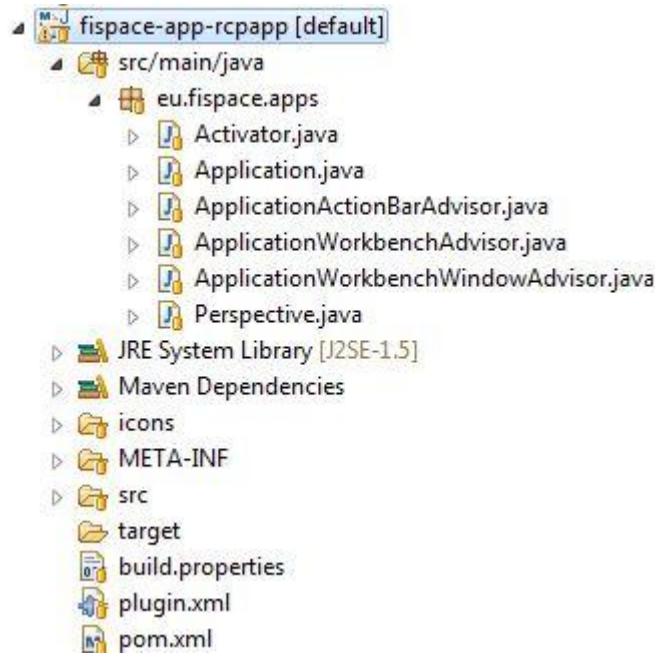 fispace-app-rcpapp [default]
src/main/java
eu.fispace.apps
Activator.java
Application.java
ApplicationActionBarAdvisor.java
ApplicationWorkbenchAdvisor.java
ApplicationWorkbenchWindowAdvisor.java
Perspective.java
JRE System Library [J2SE-1.5]
Maven Dependencies
icons
META-INF
src
target
build.properties
plugin.xml
pom.xml